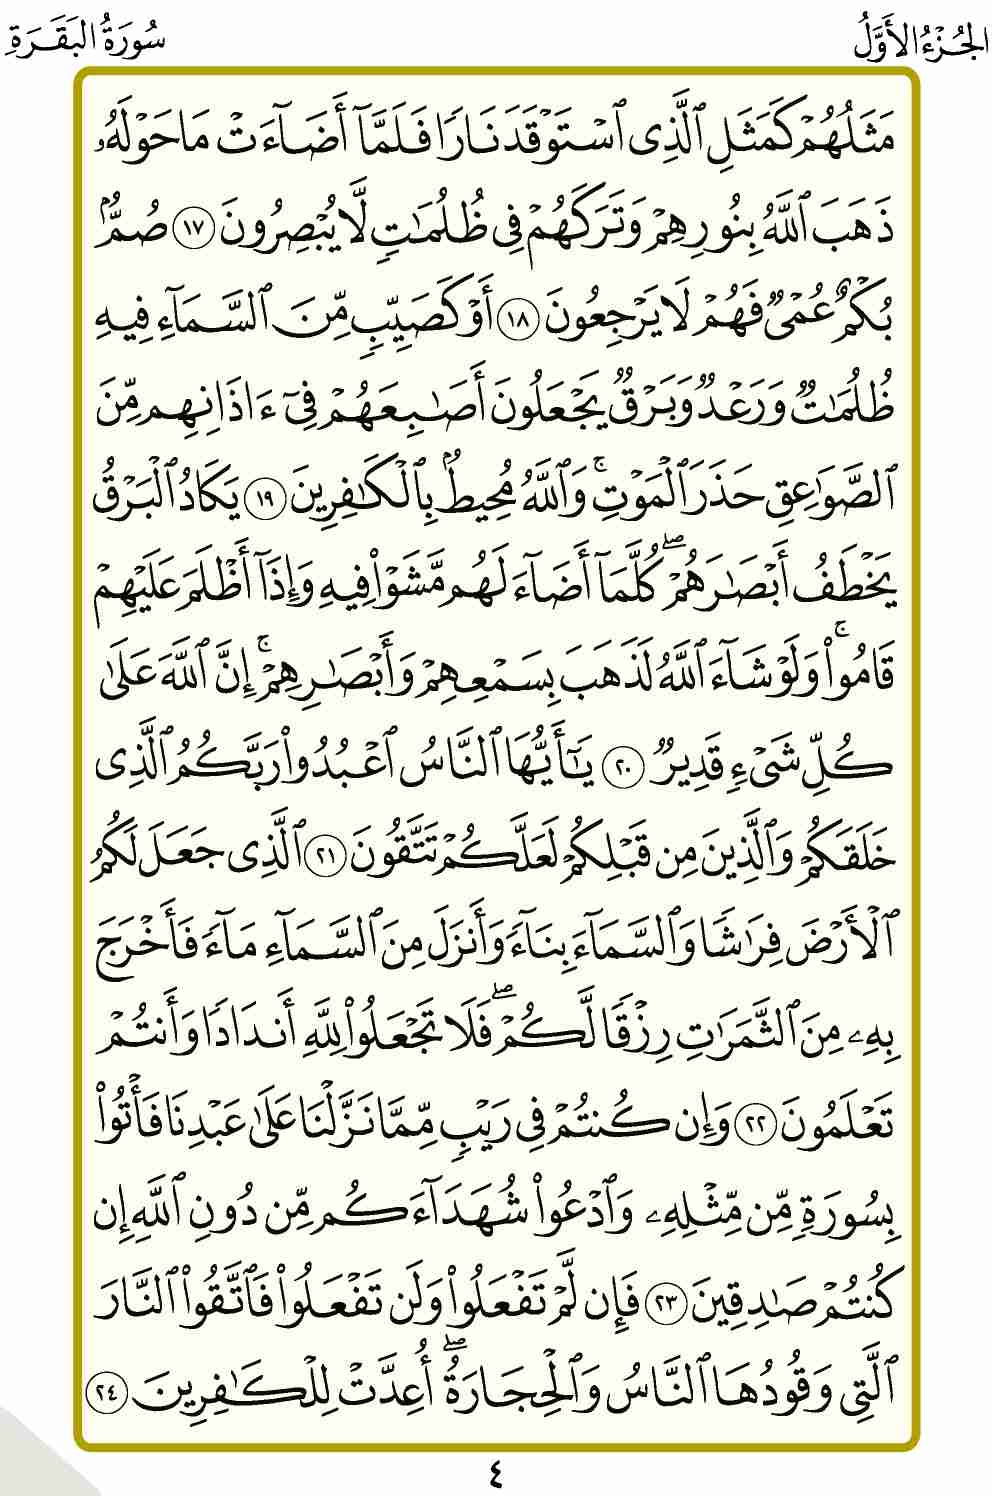 الجُزْءُ الأَوَّلُ
سُورَةُ البَقَرَةِ
مَثَلُهُمْ كَمَثَلِ ٱلَّذِى ٱسْتَوْقَدَ نَارًا فَلَمَّآ أَضَآءَتْ مَا حَوْلَهُۥ
ذَهَبَ ٱللَّهُ بِنُورِهِمْ وَتَرَكَهُمْ فِى ظُلُمَٰتٍ لَّا يُبْصِرُونَ ١٧ صُمٌّۢ
بُكْمٌ عُمْىٌ فَهُمْ لَا يَرْجِعُونَ ١٨ أَوْ كَصَيِّبٍ مِّنَ ٱلسَّمَآءِ فِيهِ
ظُلُمَٰتٌ وَرَعْدٌ وَبَرْقٌ يَجْعَلُونَ أَصَٰبِعَهُمْ فِىٓ ءَاذَانِهِم مِّنَ
ٱلصَّوَٰعِقِ حَذَرَ ٱلْمَوْتِ ۚ وَٱللَّهُ مُحِيطٌۢ بِٱلْكَٰفِرِينَ ١٩ يَكَادُ ٱلْبَرْقُ
يَخْطَفُ أَبْصَٰرَهُمْ ۖ كُلَّمَآ أَضَآءَ لَهُم مَّشَوْا۟ فِيهِ وَإِذَآ أَظْلَمَ عَلَيْهِمْ
قَامُوا۟ ۚ وَلَوْ شَآءَ ٱللَّهُ لَذَهَبَ بِسَمْعِهِمْ وَأَبْصَٰرِهِمْ ۚ إِنَّ ٱللَّهَ عَلَىٰ
كُلِّ شَىْءٍ قَدِيرٌ ٢٠ يَٰٓأَيُّهَا ٱلنَّاسُ ٱعْبُدُوا۟ رَبَّكُمُ ٱلَّذِى
خَلَقَكُمْ وَٱلَّذِينَ مِن قَبْلِكُمْ لَعَلَّكُمْ تَتَّقُونَ ٢١ ٱلَّذِى جَعَلَ لَكُمُ
ٱلْأَرْضَ فِرَٰشًا وَٱلسَّمَآءَ بِنَآءً وَأَنزَلَ مِنَ ٱلسَّمَآءِ مَآءً فَأَخْرَجَ
بِهِۦ مِنَ ٱلثَّمَرَٰتِ رِزْقًا لَّكُمْ ۖ فَلَا تَجْعَلُوا۟ لِلَّهِ أَندَادًا وَأَنتُمْ
تَعْلَمُونَ ٢٢ وَإِن كُنتُمْ فِى رَيْبٍ مِّمَّا نَزَّلْنَا عَلَىٰ عَبْدِنَا فَأْتُوا۟
بِسُورَةٍ مِّن مِّثْلِهِۦ وَٱدْعُوا۟ شُهَدَآءَكُم مِّن دُونِ ٱللَّهِ إِن
كُنتُمْ صَٰدِقِينَ ٢٣ فَإِن لَّمْ تَفْعَلُوا۟ وَلَن تَفْعَلُوا۟ فَٱتَّقُوا۟ ٱلنَّارَ
ٱلَّتِى وَقُودُهَا ٱلنَّاسُ وَٱلْحِجَارَةُ ۖ أُعِدَّتْ لِلْكَٰفِرِينَ ٢٤
٤